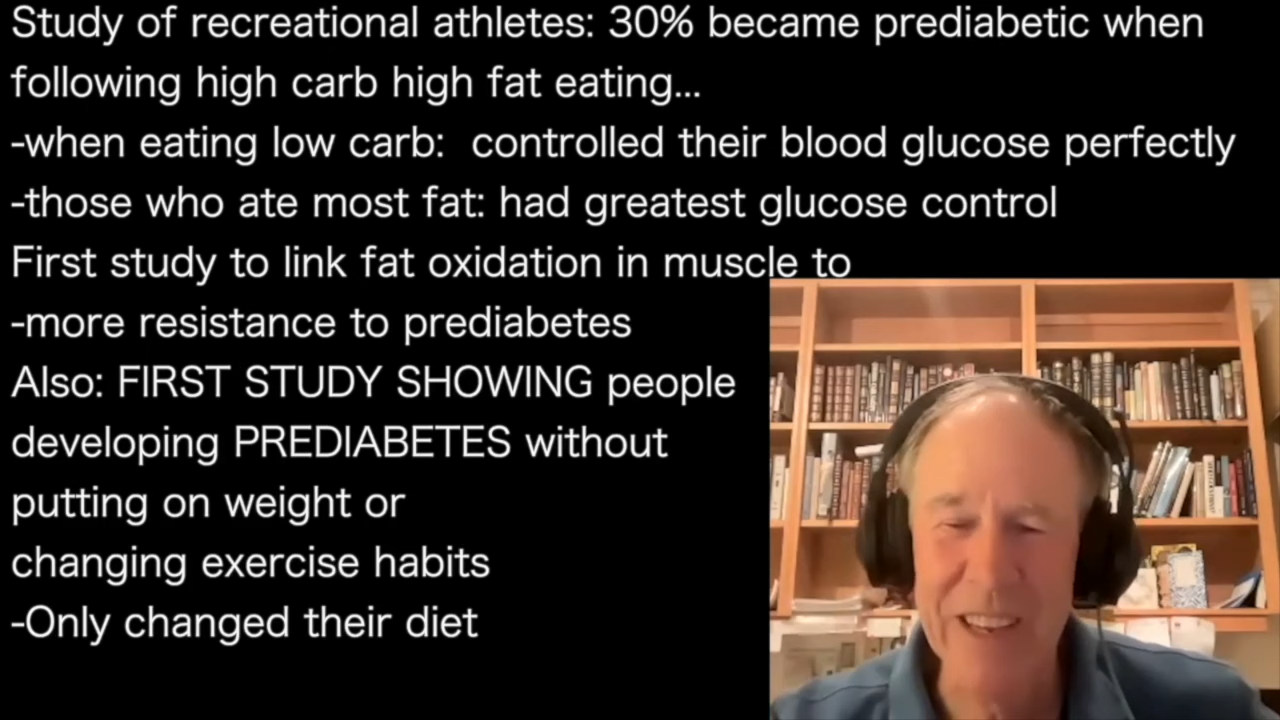 Study of recreational athletes: 30% became prediabetic when
following high carb high fat eating...
-when eating low carb:  controlled their blood glucose perfectly
-those who ate most fat: had greatest glucose control
First study to link fat oxidation in muscle to
-more resistance to prediabetes
Also: FIRST STUDY SHOWING people
developing PREDIABETES without
putting on weight or
changing exercise habits
-Only changed their diet